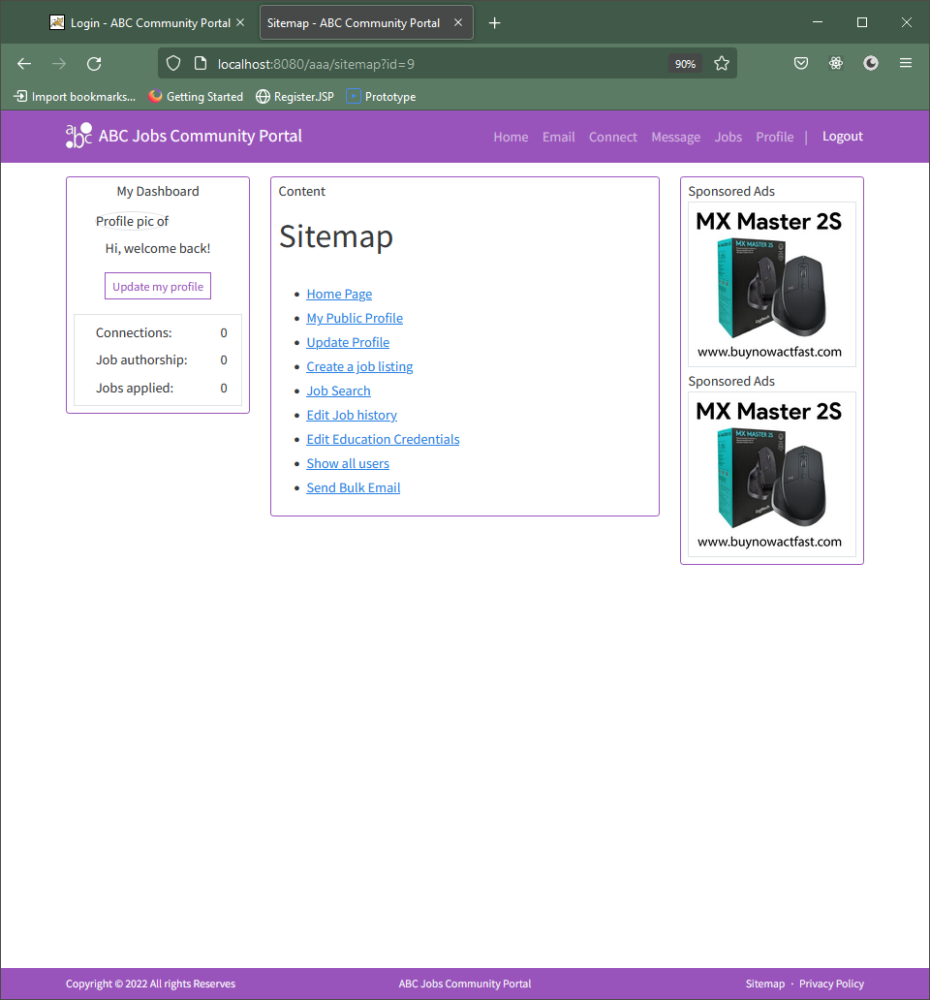 Login - ABC Community Portal
Sitemap - ABC Community Portal
localhost:8080/aaa/sitemap?id=9
90%
Import bookmarks...
Getting Started
RegisterJSP
Prototype
abc
ABC Jobs Community Portal
Home
Email
Connect
Message
Jobs
Profile
|
Logout
My Dashboard
Profile pic of
Hi, welcome back!
Update my profile
Connections: 0
Job authorship: 0
Jobs applied: 0
Content
Sitemap
Home Page
My Public Profile
Update Profile
Create a job listing
Job Search
Edit Job history
Edit Education Credentials
Show all users
Send Bulk Email
Sponsored Ads
MX Master 2S
MX MASTER 2S
logitech
www.buynowactfast.com
Sponsored Ads
MX Master 2S
MX MASTER 2S
logitech
www.buynowactfast.com
Copyright © 2022 All rights Reserves
ABC Jobs Community Portal
Sitemap · Privacy Policy